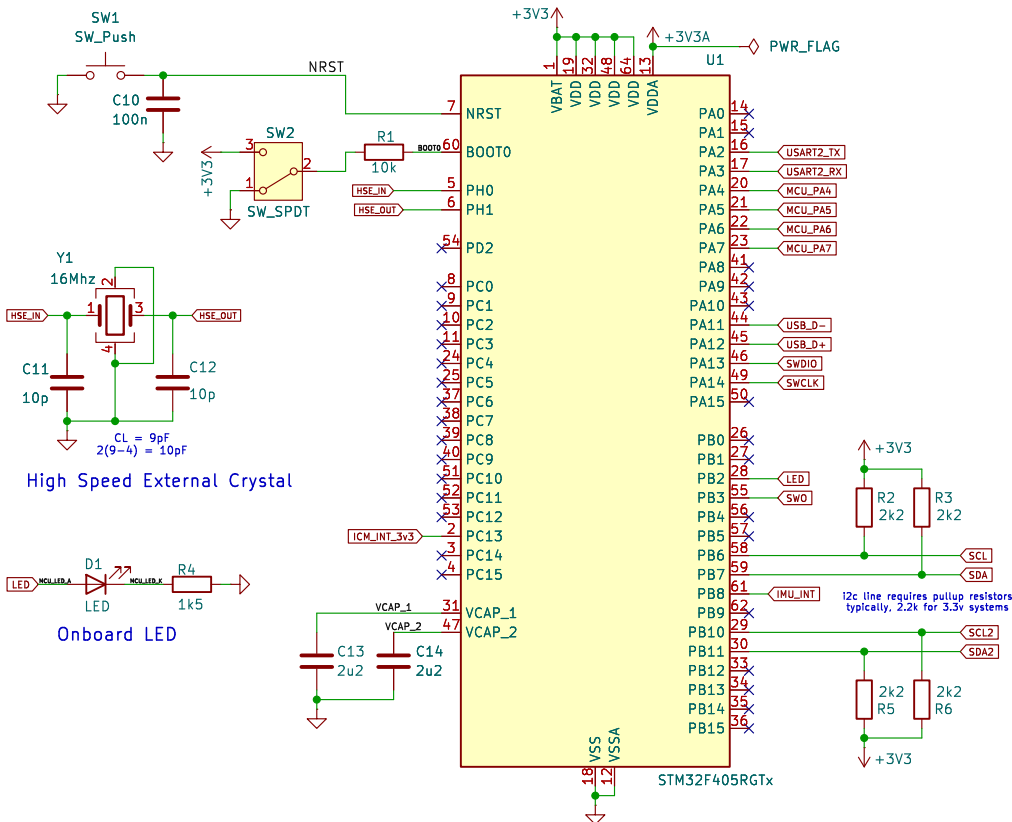 SW1
SW_Push
NRST
C10
100n
SW2
3
2
1
+3V3
SW_SPDT
R1
10k
BOOT0
HSE_IN
HSE_OUT
Y1
16Mhz
2
1
3
4
HSE_IN
HSE_OUT
C11
10p
C12
10p
CL = 9pF
2(9-4) = 10pF
High Speed External Crystal
D1
LED
MCU_LED_A
MCU_LED_K
LED
R4
1k5
Onboard LED
ICM_INT_3v3
VCAP_1
VCAP_2
C13
2u2
C14
2u2
+3V3
+3V3A
PWR_FLAG
U1
1
19
32
48
64
13
VBAT
VDD
VDD
VDD
VDD
VDDA
7 NRST
60 BOOT0
5 PH0
6 PH1
54 PD2
8 PC0
9 PC1
10 PC2
11 PC3
24 PC4
25 PC5
37 PC6
38 PC7
39 PC8
40 PC9
51 PC10
52 PC11
53 PC12
2 PC13
3 PC14
4 PC15
31 VCAP_1
47 VCAP_2
PA0 14
PA1 15
PA2 16 USART2_TX
PA3 17 USART2_RX
PA4 20 MCU_PA4
PA5 21 MCU_PA5
PA6 22 MCU_PA6
PA7 23 MCU_PA7
PA8 41
PA9 42
PA10 43
PA11 44 USB_D-
PA12 45 USB_D+
PA13 46 SWDIO
PA14 49 SWCLK
PA15 50
PB0 26
PB1 27
PB2 28 LED
PB3 55 SWO
PB4 56
PB5 57
PB6 58 SCL
PB7 59 SDA
PB8 61 IMU_INT
PB9 62
PB10 29 SCL2
PB11 30 SDA2
PB12 33
PB13 34
PB14 35
PB15 36
VSS
VSSA
18
12
STM32F405RGTx
+3V3
R2
2k2
R3
2k2
i2c line requires pullup resistors
typically, 2.2k for 3.3v systems
2k2
R5
2k2
R6
+3V3